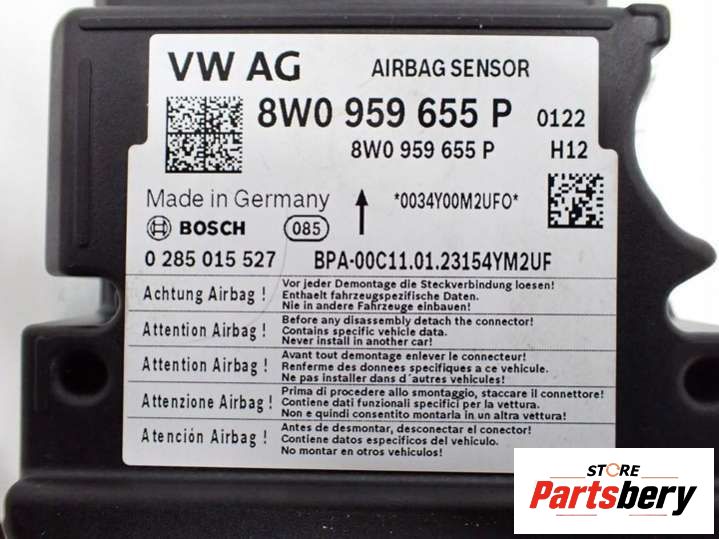 VW AG AIRBAG SENSOR
8W0 959 655 P 0122
8W0 959 655 P H12
Made in Germany *0034Y00M2UFO*
BOSCH 085
0 285 015 527 BPA-00C11.01.23154YM2UF
Achtung Airbag ! Vor jeder Demontage die Steckverbindung loesen!
Enthaelt fahrzeugspezifische Daten.
Nie in andere Fahrzeuge einbauen!
Attention Airbag ! Before any disassembly detach the connector!
Contains specific vehicle data.
Never install in another car!
Attention Airbag ! Avant tout demontage enlever le connecteur!
Renferme des donnees specifiques a ce vehicule.
Ne pas installer dans d'autres vehicules!
Attenzione Airbag ! Prima di procedere allo smontaggio, staccare il connettore!
Contiene dati funzionali specifici per la vettura.
Non e quindi consentito montarla in un altra vettura!
Atención Airbag ! Antes de desmontar, desconectar el conector!
Contiene datos especificos del vehiculo.
No montar en otros vehiculos!
STORE
Partsbery